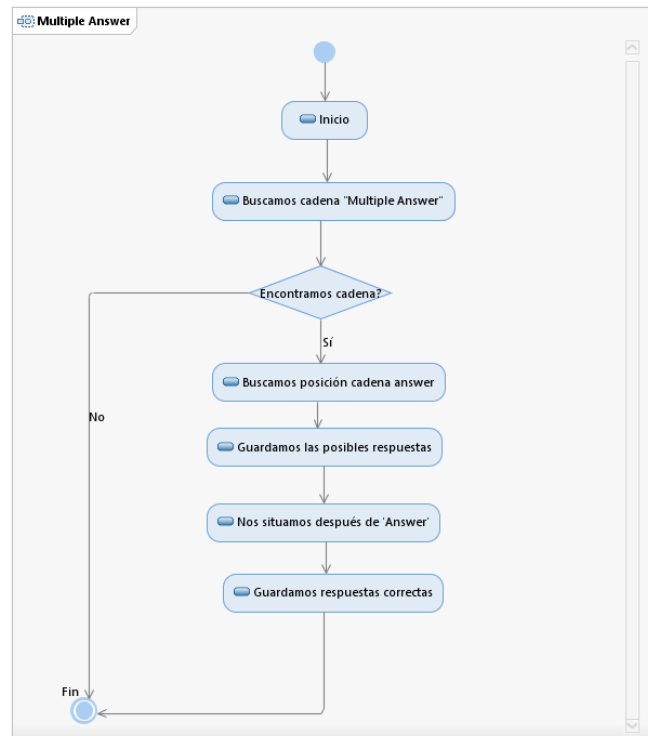 Multiple Answer
Inicio
Buscamos cadena "Multiple Answer"
Encontramos cadena?
Sí
Buscamos posición cadena answer
No
Guardamos las posibles respuestas
Nos situamos después de 'Answer'
Guardamos respuestas correctas
Fin